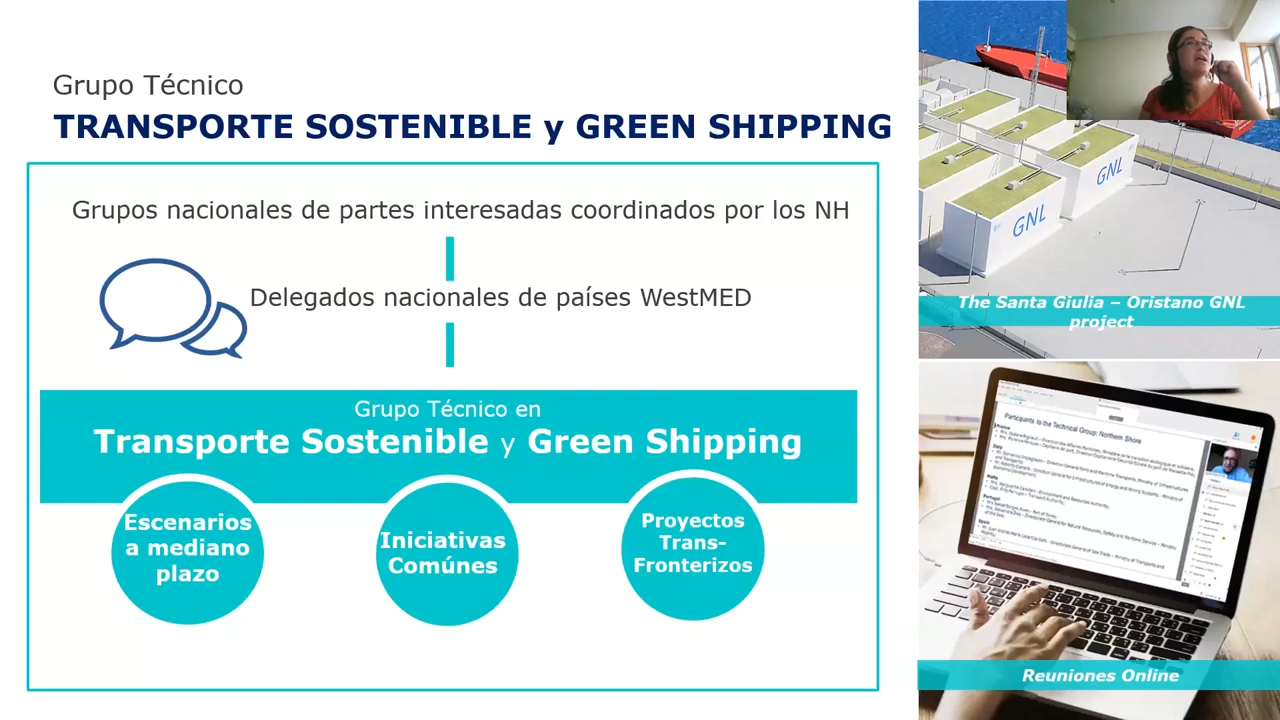 Grupo Técnico
TRANSPORTE SOSTENIBLE y GREEN SHIPPING
Grupos nacionales de partes interesadas coordinados por los NH
Delegados nacionales de países WestMED
Grupo Técnico en
Transporte Sostenible y Green Shipping
Escenarios
a mediano
plazo
Iniciativas
Comúnes
Proyectos
Trans-
Fronterizos
GNL
GNL
The Santa Giulia – Oristano GNL
project
Participants to the Technical Group: Northern Shore
Reuniones Online